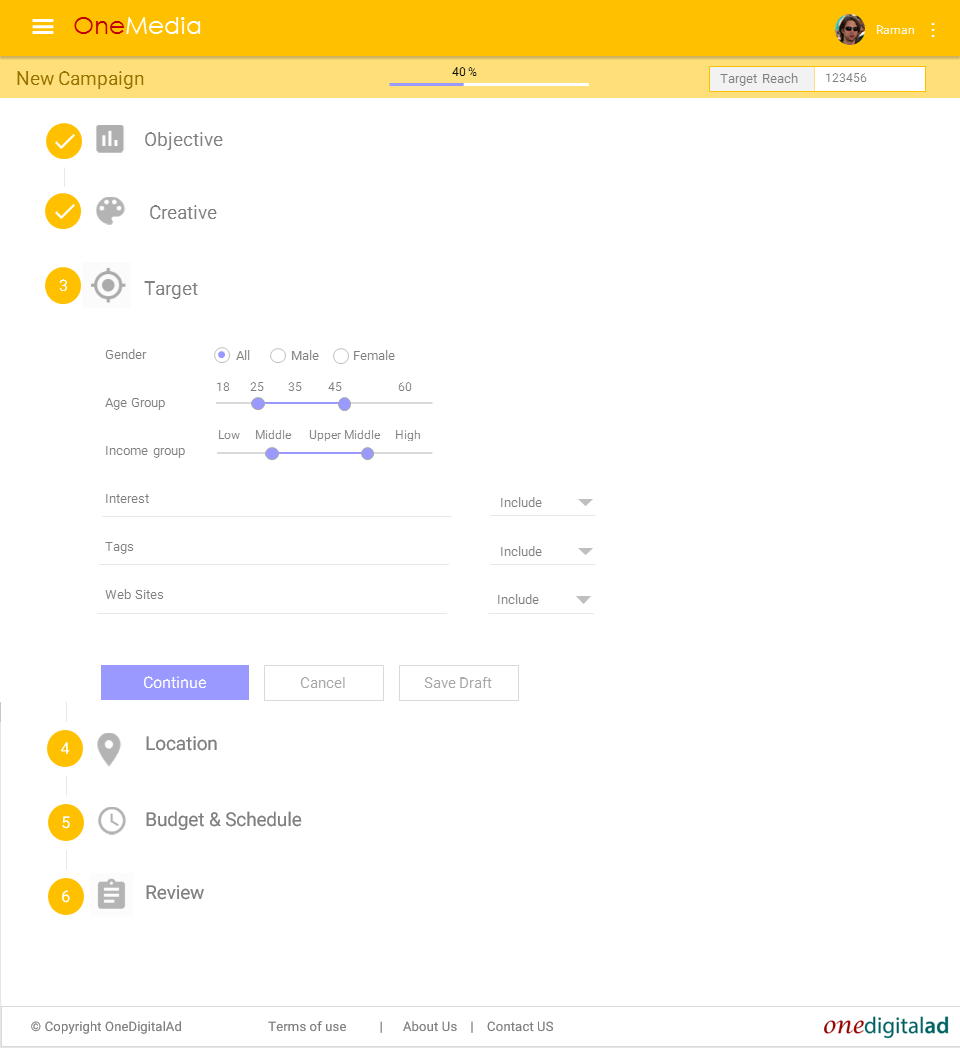 OneMedia
Raman
New Campaign
40 %
Target Reach 123456
Objective
Creative
3 Target
Gender All Male Female
18 25 35 45 60
Age Group
Low Middle Upper Middle High
Income group
Interest Include
Tags Include
Web Sites Include
Continue Cancel Save Draft
4 Location
5 Budget & Schedule
6 Review
© Copyright OneDigitalAd Terms of use | About Us | Contact US onedigitalad